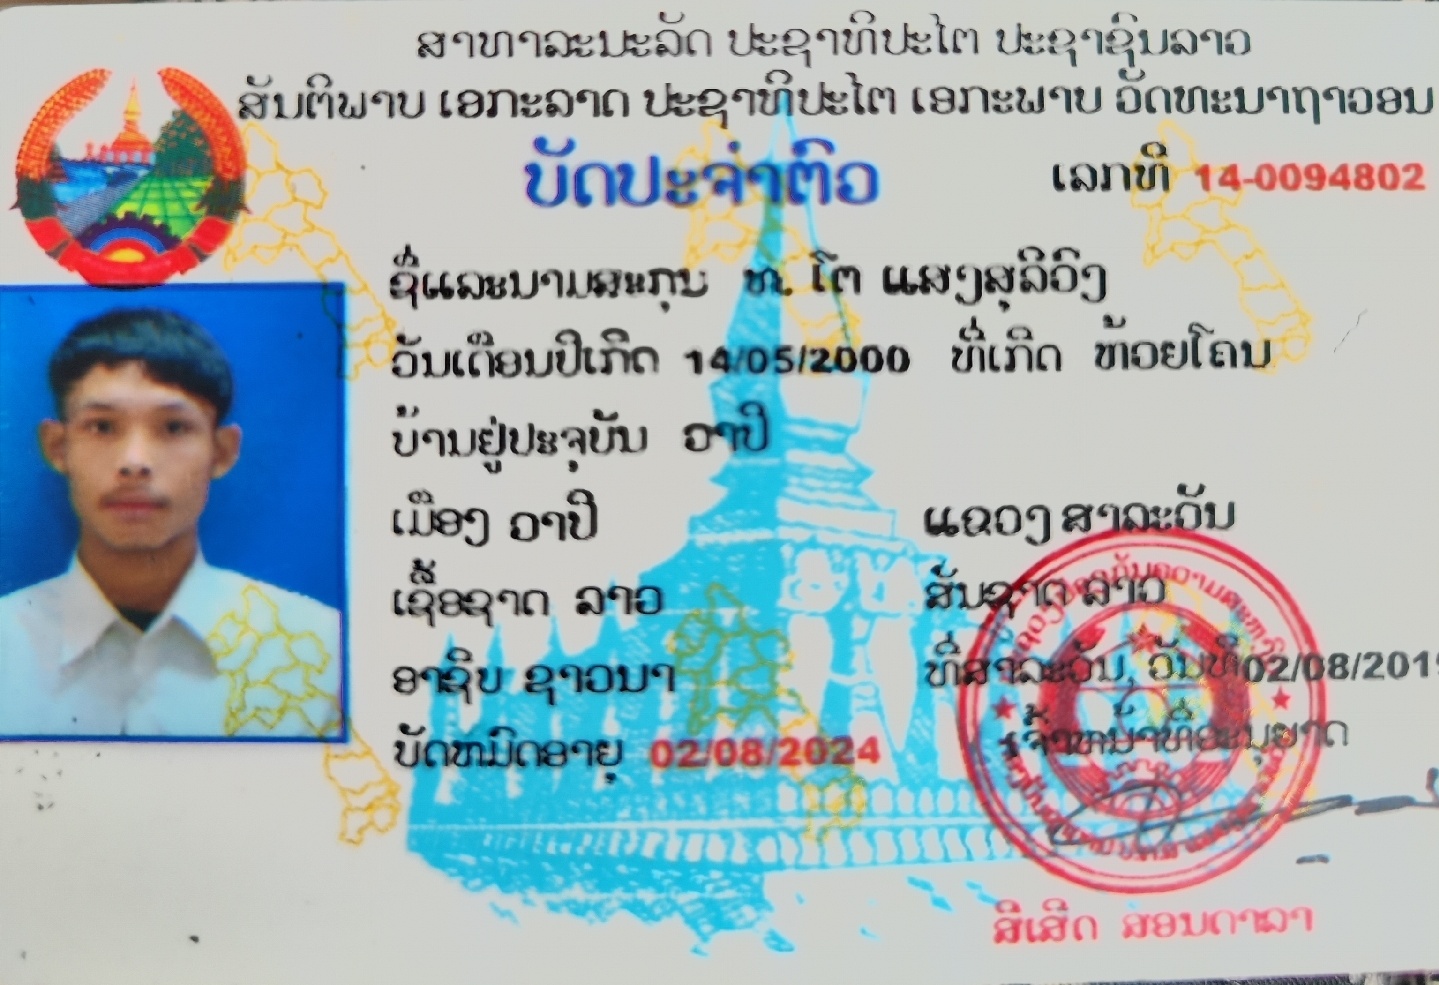 ສາທາລະນະລັດ ປະຊາທິປະໄຕ ປະຊາຊົນລາວ
ສັນຕິພາບ ເອກະລາດ ປະຊາທິປະໄຕ ເອກະພາບ ວັດທະນາຖາວອນ
ບັດປະຈຳຕົວ
ເລກທີ 14-0094802
ຊື່ແລະນາມສະກຸນ ທ. ໂຕ ແສງສຸລິວົງ
ວັນເດືອນປີເກີດ 14/05/2000 ທີ່ເກີດ ຫ້ວຍໂຄນ
ບ້ານຢູ່ປະຈຸບັນ ວາປີ
ເມືອງ ວາປີ ແຂວງ ສາລະວັນ
ເຊື້ອຊາດ ລາວ ສັນຊາດ ລາວ
ອາຊີບ ຊາວນາ ທີ່ສາລະວັນ, ວັນທີ 02/08/201
ບັດຫມົດອາຍຸ 02/08/2024 ເຈົ້າຫນ້າທີ່ອະນຸຍາດ
ສີເສີດ ສອນດາລາ